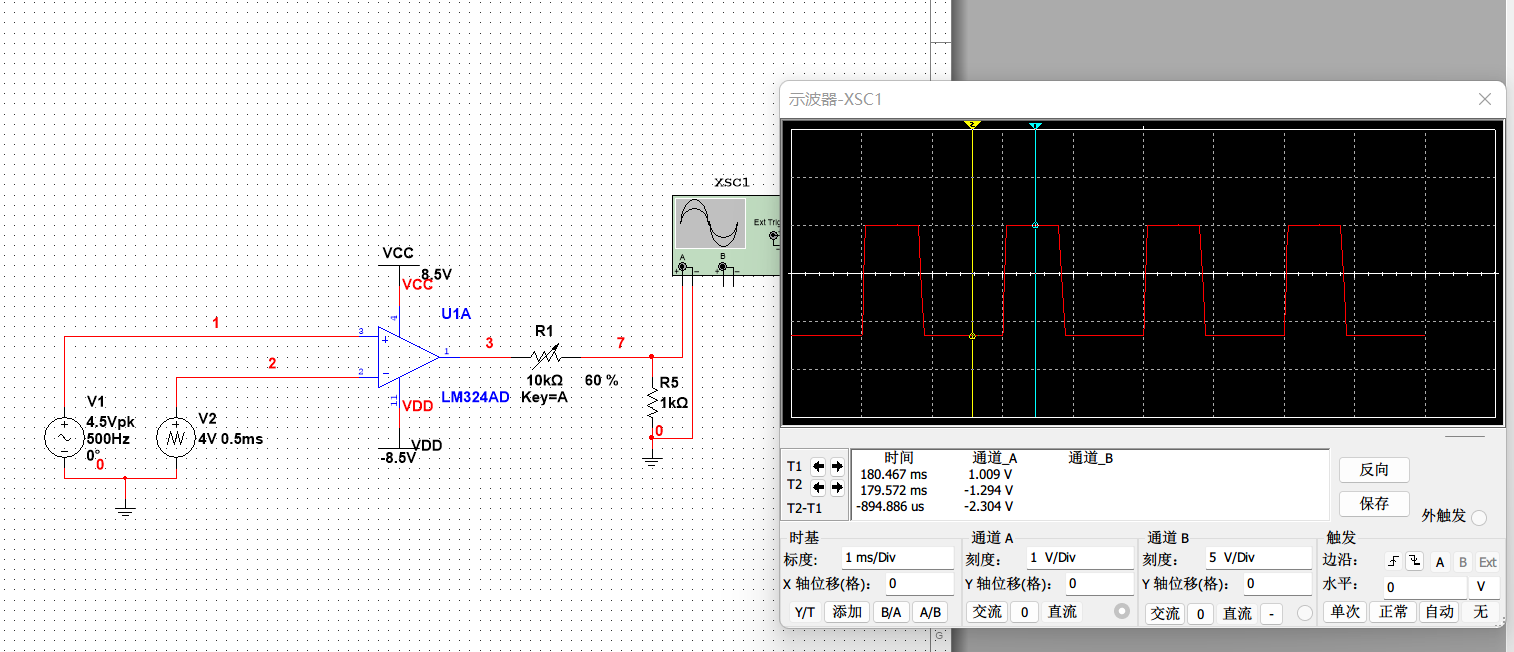 示波器-XSC1
2
1
XSC1
Ext Trig
A
B
VCC
8.5V
VCC
4
U1A
1
3
2
2
1
3
R1
7
10kΩ
60 %
Key=A
11
VDD
LM324AD
R5
1kΩ
0
VDD
-8.5V
V1
4.5Vpk
500Hz
0°
0
V2
4V 0.5ms
G
时间 通道_A 通道_B
T1 180.467 ms 1.009 V
T2 179.572 ms -1.294 V
T2-T1 -894.886 us -2.304 V
反向
保存
外触发
时基
标度: 1 ms/Div
X 轴位移(格): 0
Y/T 添加 B/A A/B
通道 A
刻度: 1 V/Div
Y 轴位移(格): 0
交流 0 直流
通道 B
刻度: 5 V/Div
Y 轴位移(格): 0
交流 0 直流 -
触发
边沿: A B Ext
水平: 0 V
单次 正常 自动 无